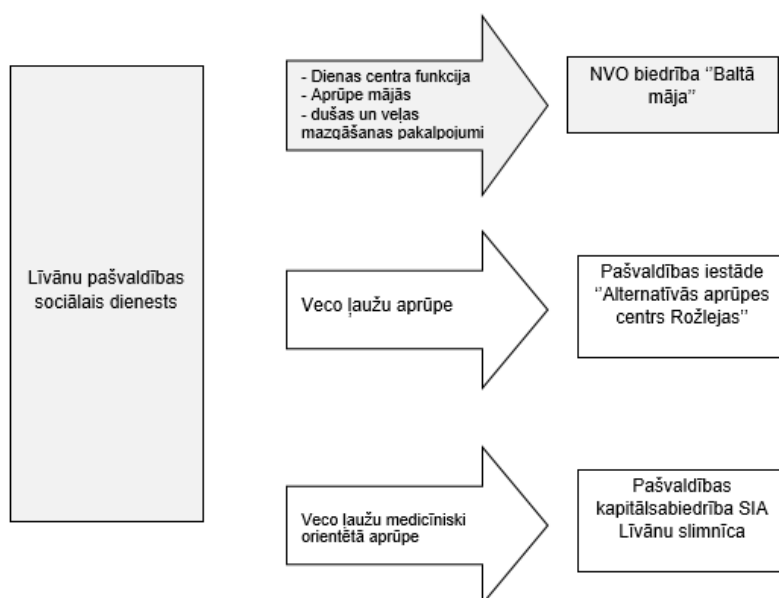 Līvānu pašvaldības
sociālais dienests
- Dienas centra funkcija
- Aprūpe mājās
- dušas un veļas
mazgāšanas pakalpojumi
NVO biedrība “Baltā
māja”
Veco ļaužu aprūpe
Pašvaldības iestāde
“Alternatīvās aprūpes
centrs Rožlejas”
Veco ļaužu medicīniski
orientētā aprūpe
Pašvaldības
kapitālsabiedrība SIA
Līvānu slimnīca